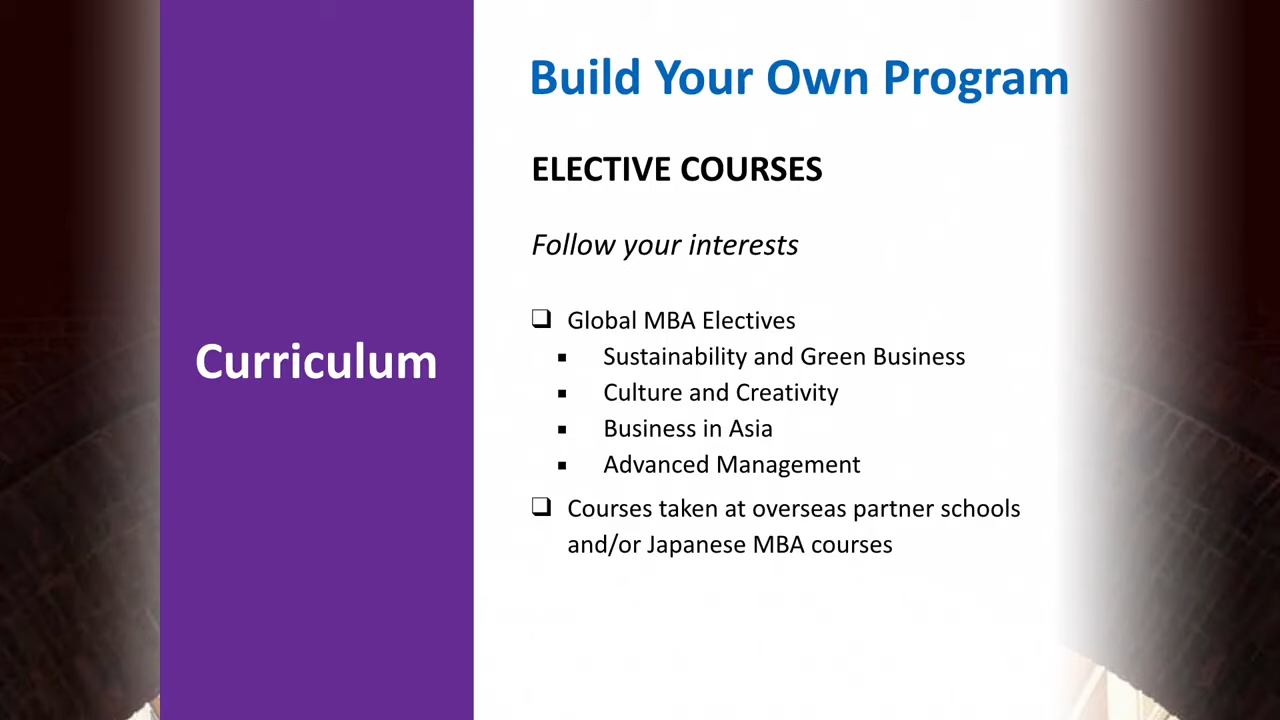 Curriculum
Build Your Own Program
ELECTIVE COURSES
Follow your interests
❑ Global MBA Electives
▪ Sustainability and Green Business
▪ Culture and Creativity
▪ Business in Asia
▪ Advanced Management
❑ Courses taken at overseas partner schools
and/or Japanese MBA courses